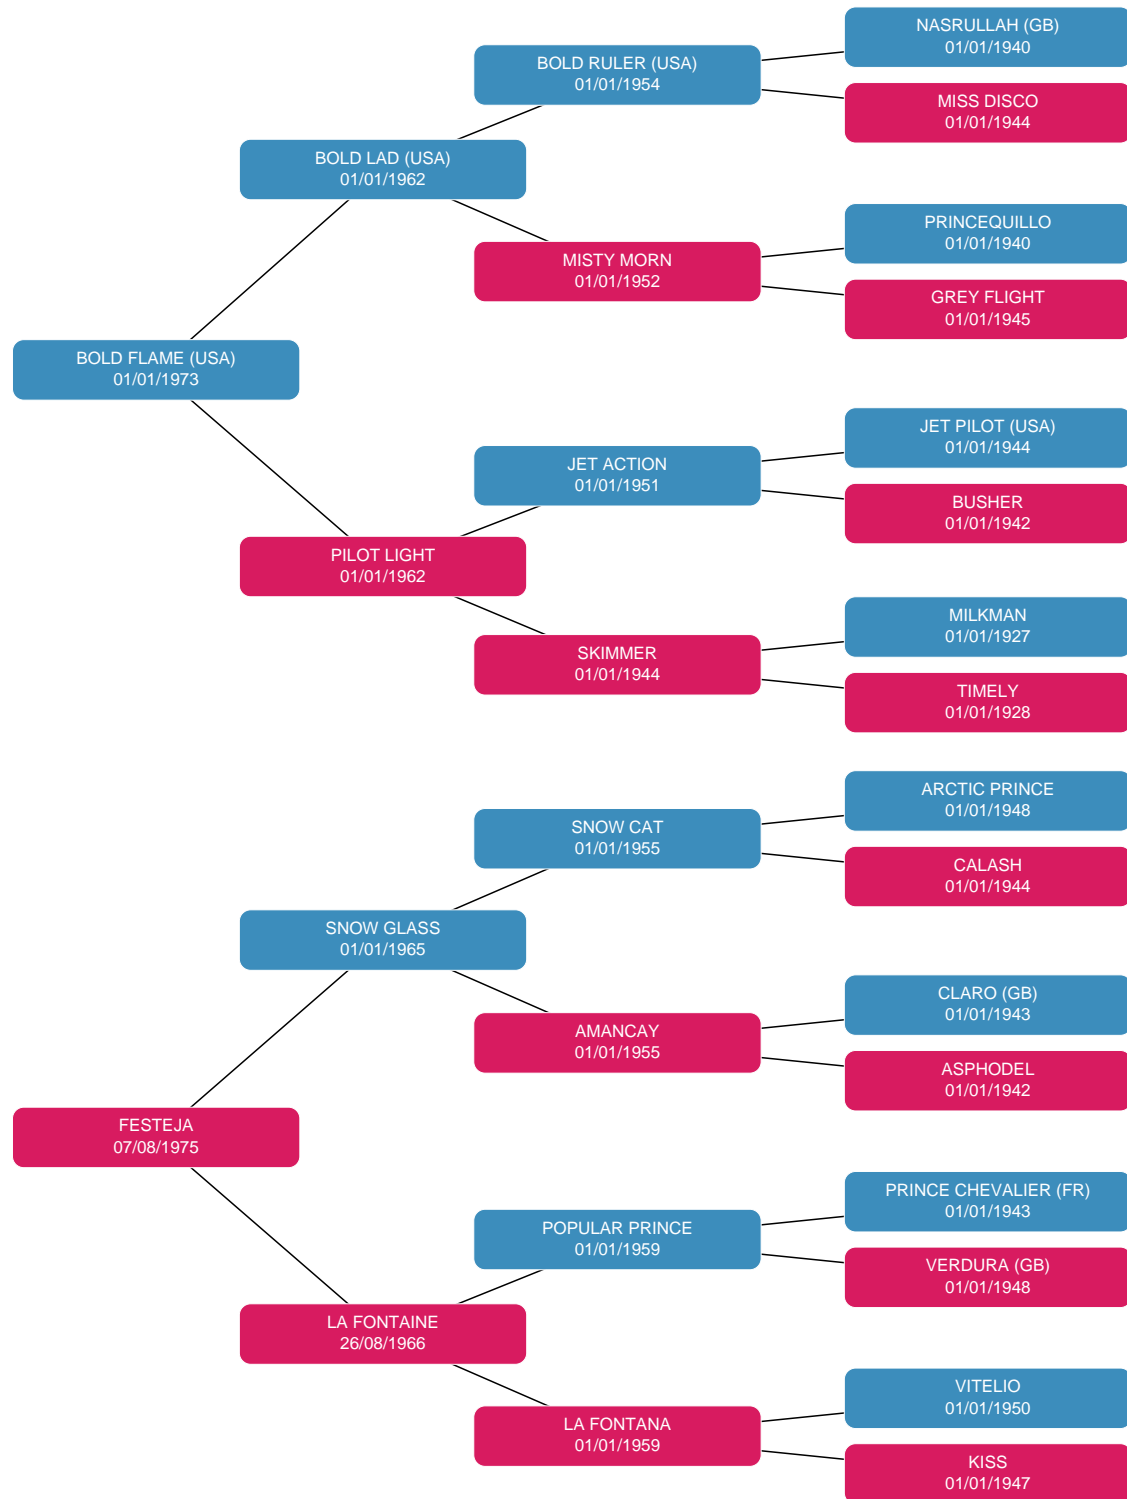 NASRULLAH (GB)
01/01/1940
BOLD RULER (USA)
01/01/1954
MISS DISCO
01/01/1944
BOLD LAD (USA)
01/01/1962
PRINCEQUILLO
01/01/1940
MISTY MORN
01/01/1952
GREY FLIGHT
01/01/1945
BOLD FLAME (USA)
01/01/1973
JET PILOT (USA)
01/01/1944
JET ACTION
01/01/1951
BUSHER
01/01/1942
PILOT LIGHT
01/01/1962
MILKMAN
01/01/1927
SKIMMER
01/01/1944
TIMELY
01/01/1928
ARCTIC PRINCE
01/01/1948
SNOW CAT
01/01/1955
CALASH
01/01/1944
SNOW GLASS
01/01/1965
CLARO (GB)
01/01/1943
AMANCAY
01/01/1955
ASPHODEL
01/01/1942
FESTEJA
07/08/1975
PRINCE CHEVALIER (FR)
01/01/1943
POPULAR PRINCE
01/01/1959
VERDURA (GB)
01/01/1948
LA FONTAINE
26/08/1966
VITELIO
01/01/1950
LA FONTANA
01/01/1959
KISS
01/01/1947